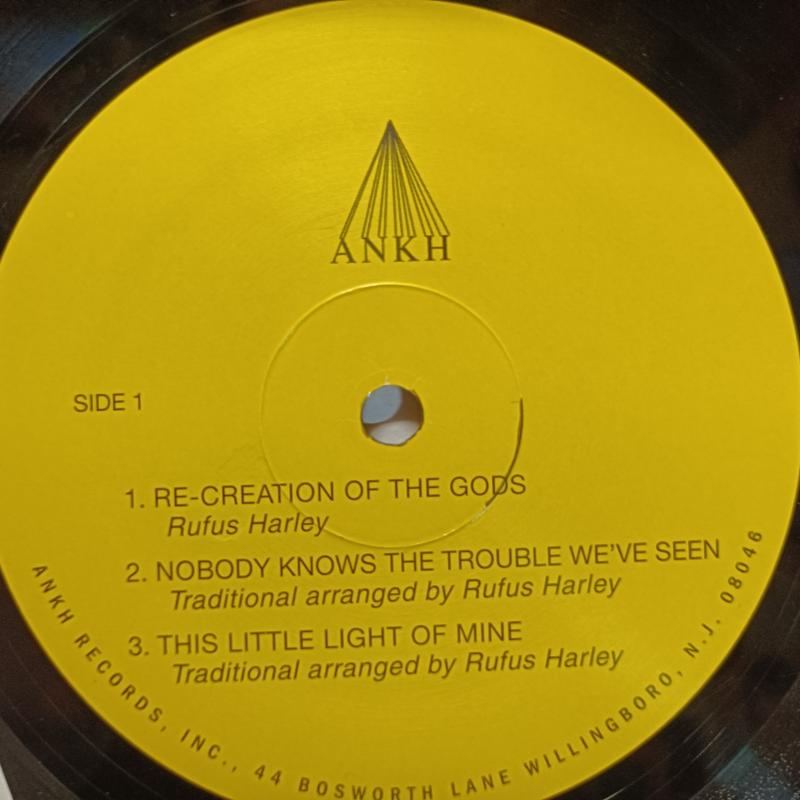 ANKH
SIDE 1
1. RE-CREATION OF THE GODS
Rufus Harley
2. NOBODY KNOWS THE TROUBLE WE'VE SEEN
Traditional arranged by Rufus Harley
3. THIS LITTLE LIGHT OF MINE
Traditional arranged by Rufus Harley
ANKH RECORDS, INC., 44 BOSWORTH LANE WILLINGBORO, N.J. 08046